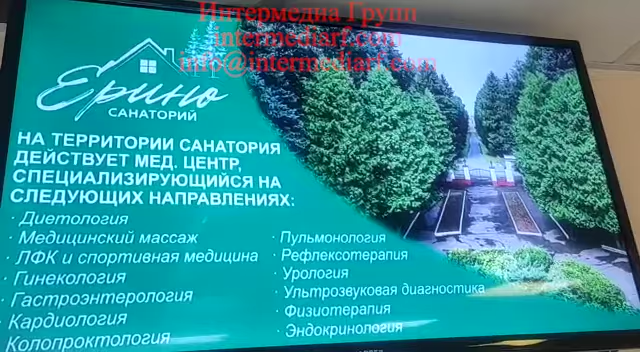 Интермедиа Групп
intermediarf.com
info@intermediarf.com
Ерино
САНАТОРИЙ
НА ТЕРРИТОРИИ САНАТОРИЯ
ДЕЙСТВУЕТ МЕД. ЦЕНТР,
СПЕЦИАЛИЗИРУЮЩИЙСЯ НА
СЛЕДУЮЩИХ НАПРАВЛЕНИЯХ:
· Диетология
· Медицинский массаж
· ЛФК и спортивная медицина
· Гинекология
· Гастроэнтерология
· Кардиология
Колопроктология
· Пульмонология
· Рефлексотерапия
· Урология
· Ультрозвуковая диагностика
· Физиотерапия
· Эндокринология